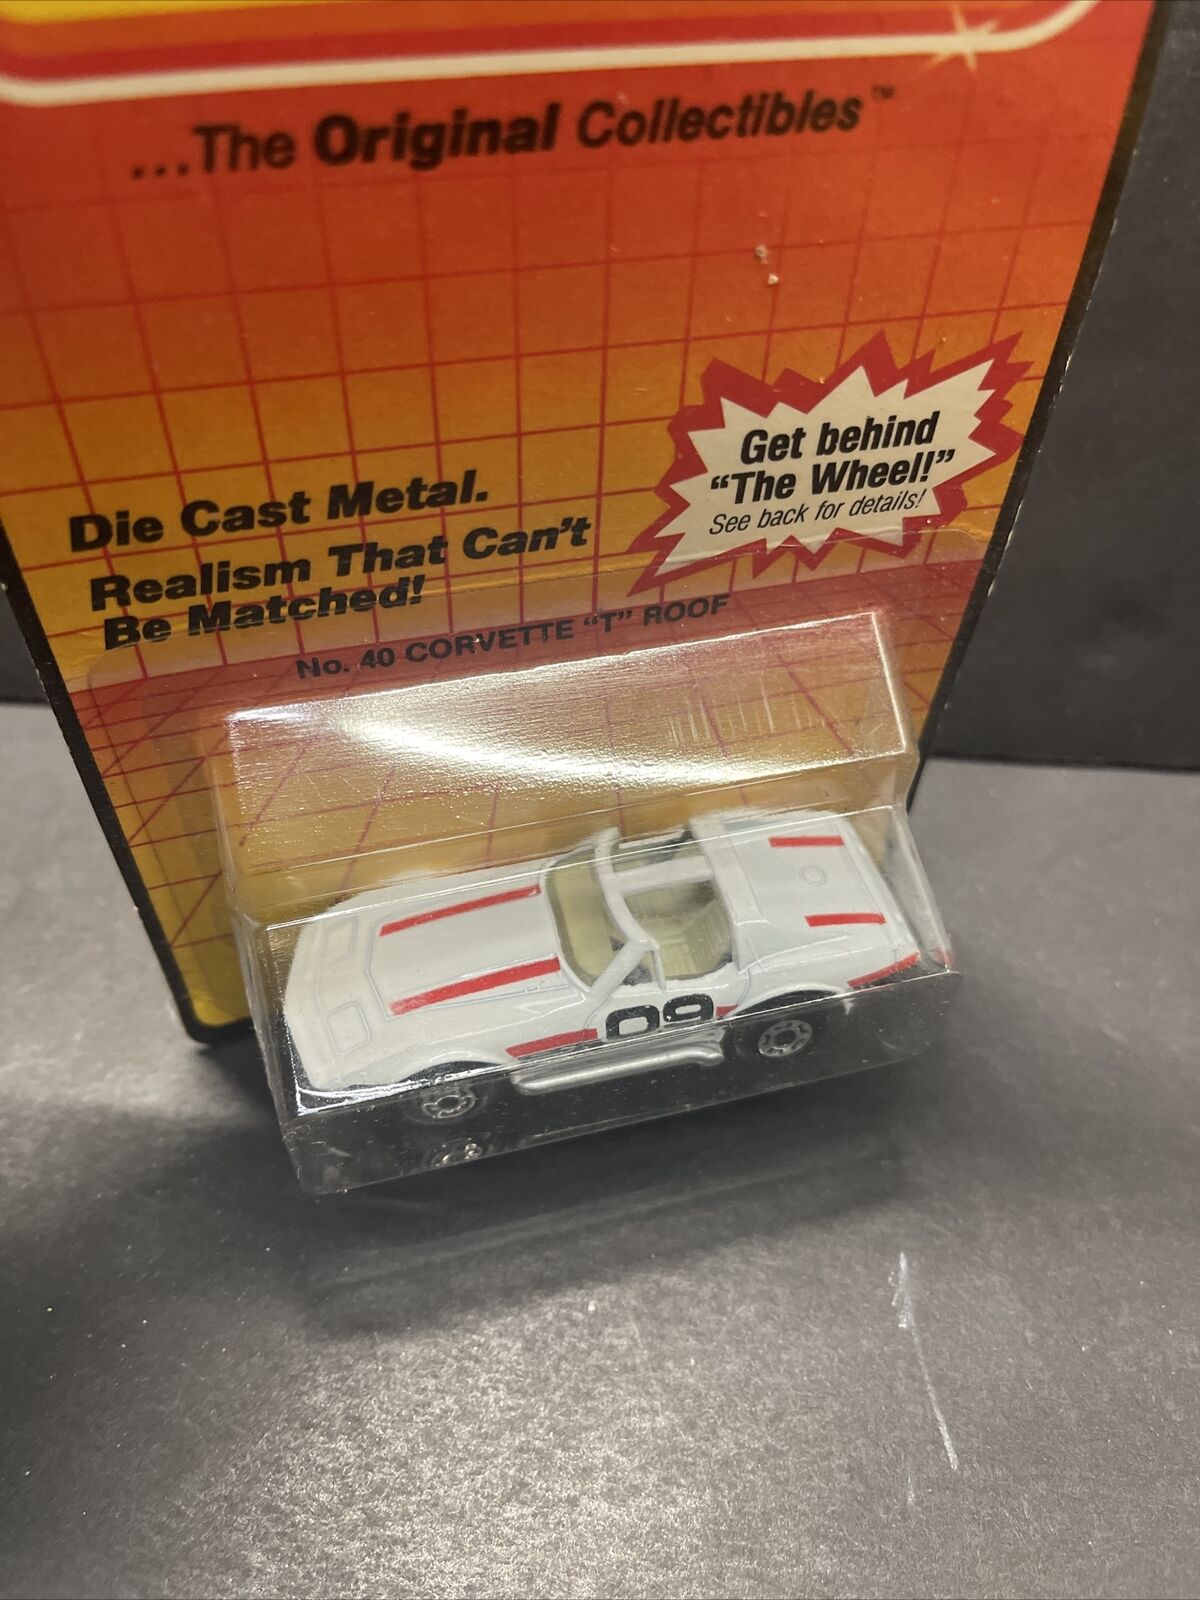 ...The Original Collectibles™
Die Cast Metal.
Realism That Can't
Be Matched!
Get behind
“The Wheel!”
See back for details!
No. 40 CORVETTE “T” ROOF
09